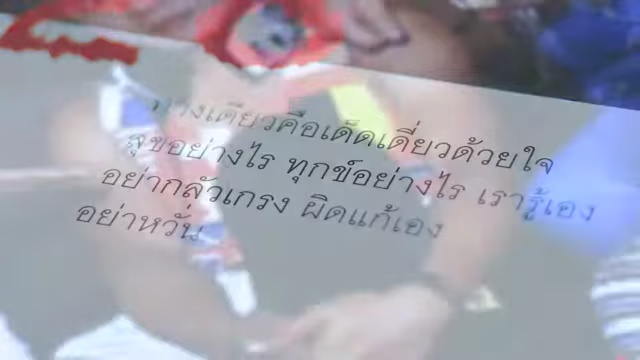 ทางเดียวคือเด็ดเดี่ยวด้วยใจ
สุขอย่างไร ทุกข์อย่างไร เรารู้เอง
อย่ากลัวเกรง ผิดแก้เอง
อย่าหวั่น